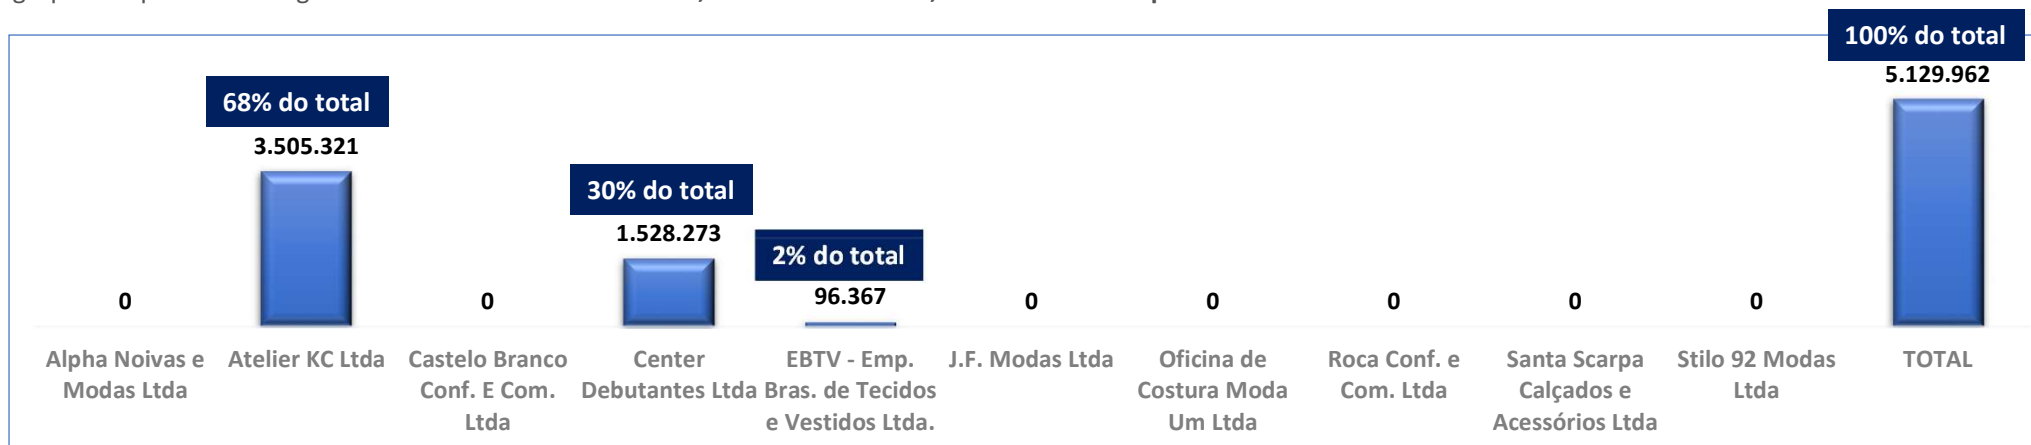 100% do total
5.129.962
68% do total
3.505.321
30% do total
1.528.273
2% do total
96.367
0
0
0
0
0
0
0
Alpha Noivas e
Modas Ltda
Atelier KC Ltda
Castelo Branco
Conf. E Com.
Ltda
Center
Debutantes Ltda
EBTV - Emp.
Bras. de Tecidos
e Vestidos Ltda.
J.F. Modas Ltda
Oficina de
Costura Moda
Um Ltda
Roca Conf. e
Com. Ltda
Santa Scarpa
Calçados e
Acessórios Ltda
Stilo 92 Modas
Ltda
TOTAL